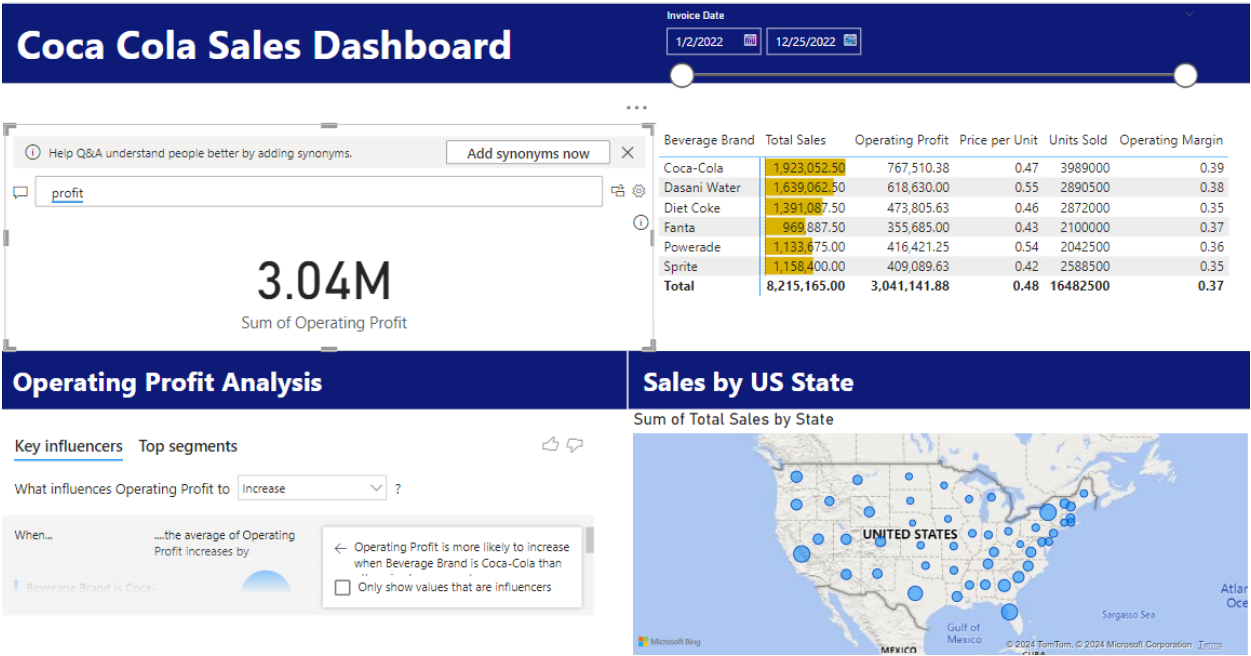 Coca Cola Sales Dashboard
Invoice Date
1/2/2022 12/25/2022
Help Q&A understand people better by adding synonyms.
Add synonyms now
profit
3.04M
Sum of Operating Profit
Beverage Brand Total Sales Operating Profit Price per Unit Units Sold Operating Margin
Coca-Cola 1,923,052.50 767,510.38 0.47 3989000 0.39
Dasani Water 1,639,062.50 618,630.00 0.55 2890500 0.38
Diet Coke 1,391,087.50 473,805.63 0.46 2872000 0.35
Fanta 969,887.50 355,685.00 0.43 2100000 0.37
Powerade 1,133,675.00 416,421.25 0.54 2042500 0.36
Sprite 1,158,400.00 409,089.63 0.42 2588500 0.35
Total 8,215,165.00 3,041,141.88 0.48 16482500 0.37
Operating Profit Analysis
Key influencers Top segments
What influences Operating Profit to Increase ?
When...
....the average of Operating
Profit increases by
Beverage Brand is Coca-
Operating Profit is more likely to increase
when Beverage Brand is Coca-Cola than
Only show values that are influencers
Sales by US State
Sum of Total Sales by State
UNITED STATES
Atlan
Oce
Sargasso Sea
Gulf of
Mexico
MEXICO
CUBA
Microsoft Bing
© 2024 TomTom, © 2024 Microsoft Corporation Terms